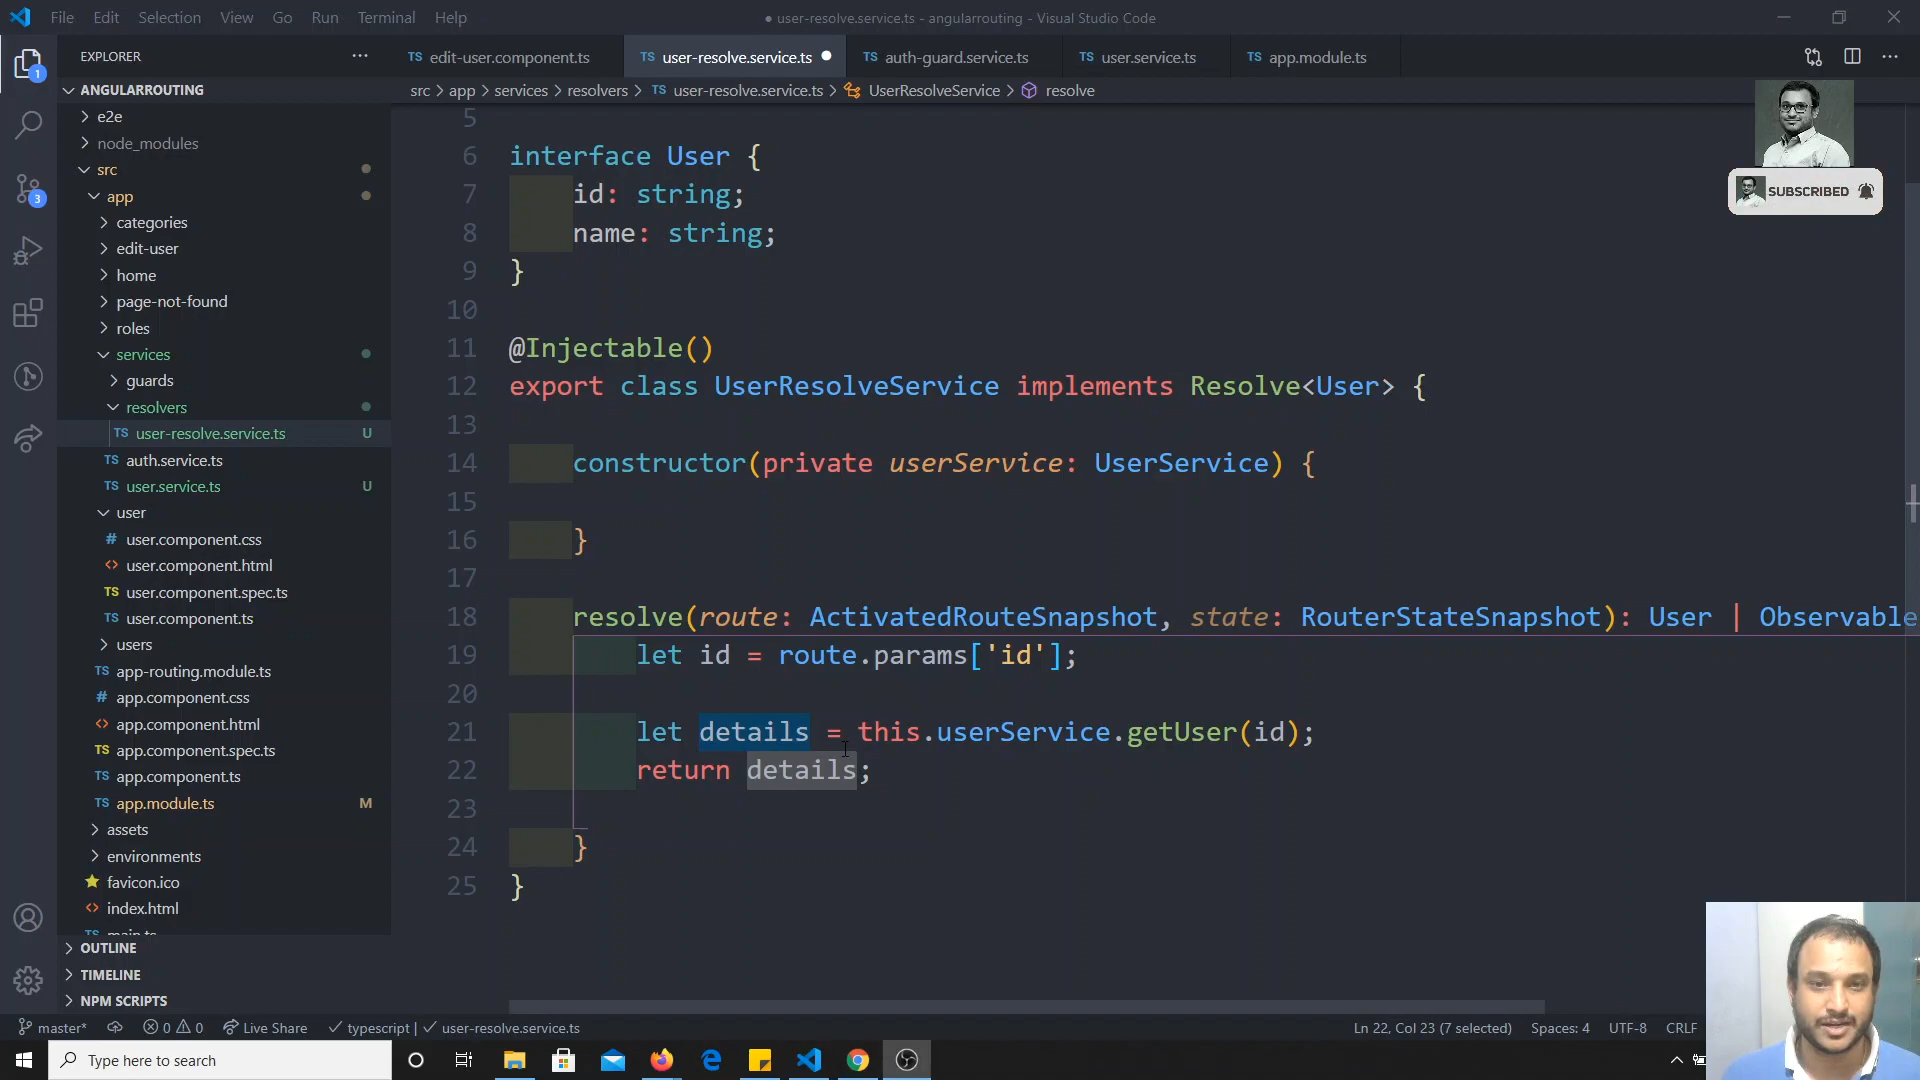 File Edit Selection View Go Run Terminal Help
● user-resolve.service.ts - angularrouting - Visual Studio Code
EXPLORER
TS edit-user.component.ts
TS user-resolve.service.ts
TS auth-guard.service.ts
TS user.service.ts
TS app.module.ts
src > app > services > resolvers > TS user-resolve.service.ts > UserResolveService > resolve
ANGULARROUTING
e2e
node_modules
src
app
categories
edit-user
home
page-not-found
roles
services
guards
resolvers
TS user-resolve.service.ts U
TS auth.service.ts
TS user.service.ts U
user
# user.component.css
<> user.component.html
TS user.component.spec.ts
TS user.component.ts
users
TS app-routing.module.ts
# app.component.css
<> app.component.html
TS app.component.spec.ts
TS app.component.ts
TS app.module.ts M
assets
environments
favicon.ico
<> index.html
TS main.ts
OUTLINE
TIMELINE
NPM SCRIPTS
1
3
5
6 interface User {
7 id: string;
8 name: string;
9 }
10
11 @Injectable()
12 export class UserResolveService implements Resolve<User> {
13
14 constructor(private userService: UserService) {
15
16 }
17
18 resolve(route: ActivatedRouteSnapshot, state: RouterStateSnapshot): User | Observable
19 let id = route.params['id'];
20
21 let details = this.userService.getUser(id);
22 return details;
23
24 }
25 }
SUBSCRIBED
master* 0 0 Live Share typescript | user-resolve.service.ts
Ln 22, Col 23 (7 selected) Spaces: 4 UTF-8 CRLF
Type here to search